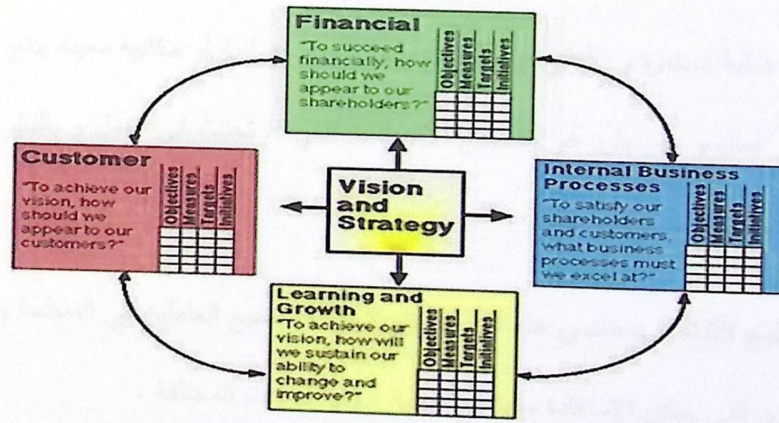 Financial
"To succeed
financially, how
should we
appear to our
shareholders?"
Objectives
Measures
Targets
Initiatives
Customer
"To achieve our
vision, how
should we
appear to our
customers?"
Objectives
Measures
Targets
Initiatives
Vision
and
Strategy
Internal Business
Processes
"To satisfy our
shareholders
and customers,
what business
processes must
we excel at?"
Objectives
Measures
Targets
Initiatives
Learning and
Growth
"To achieve our
vision, how will
we sustain our
ability to
change and
improve?"
Objectives
Measures
Targets
Initiatives